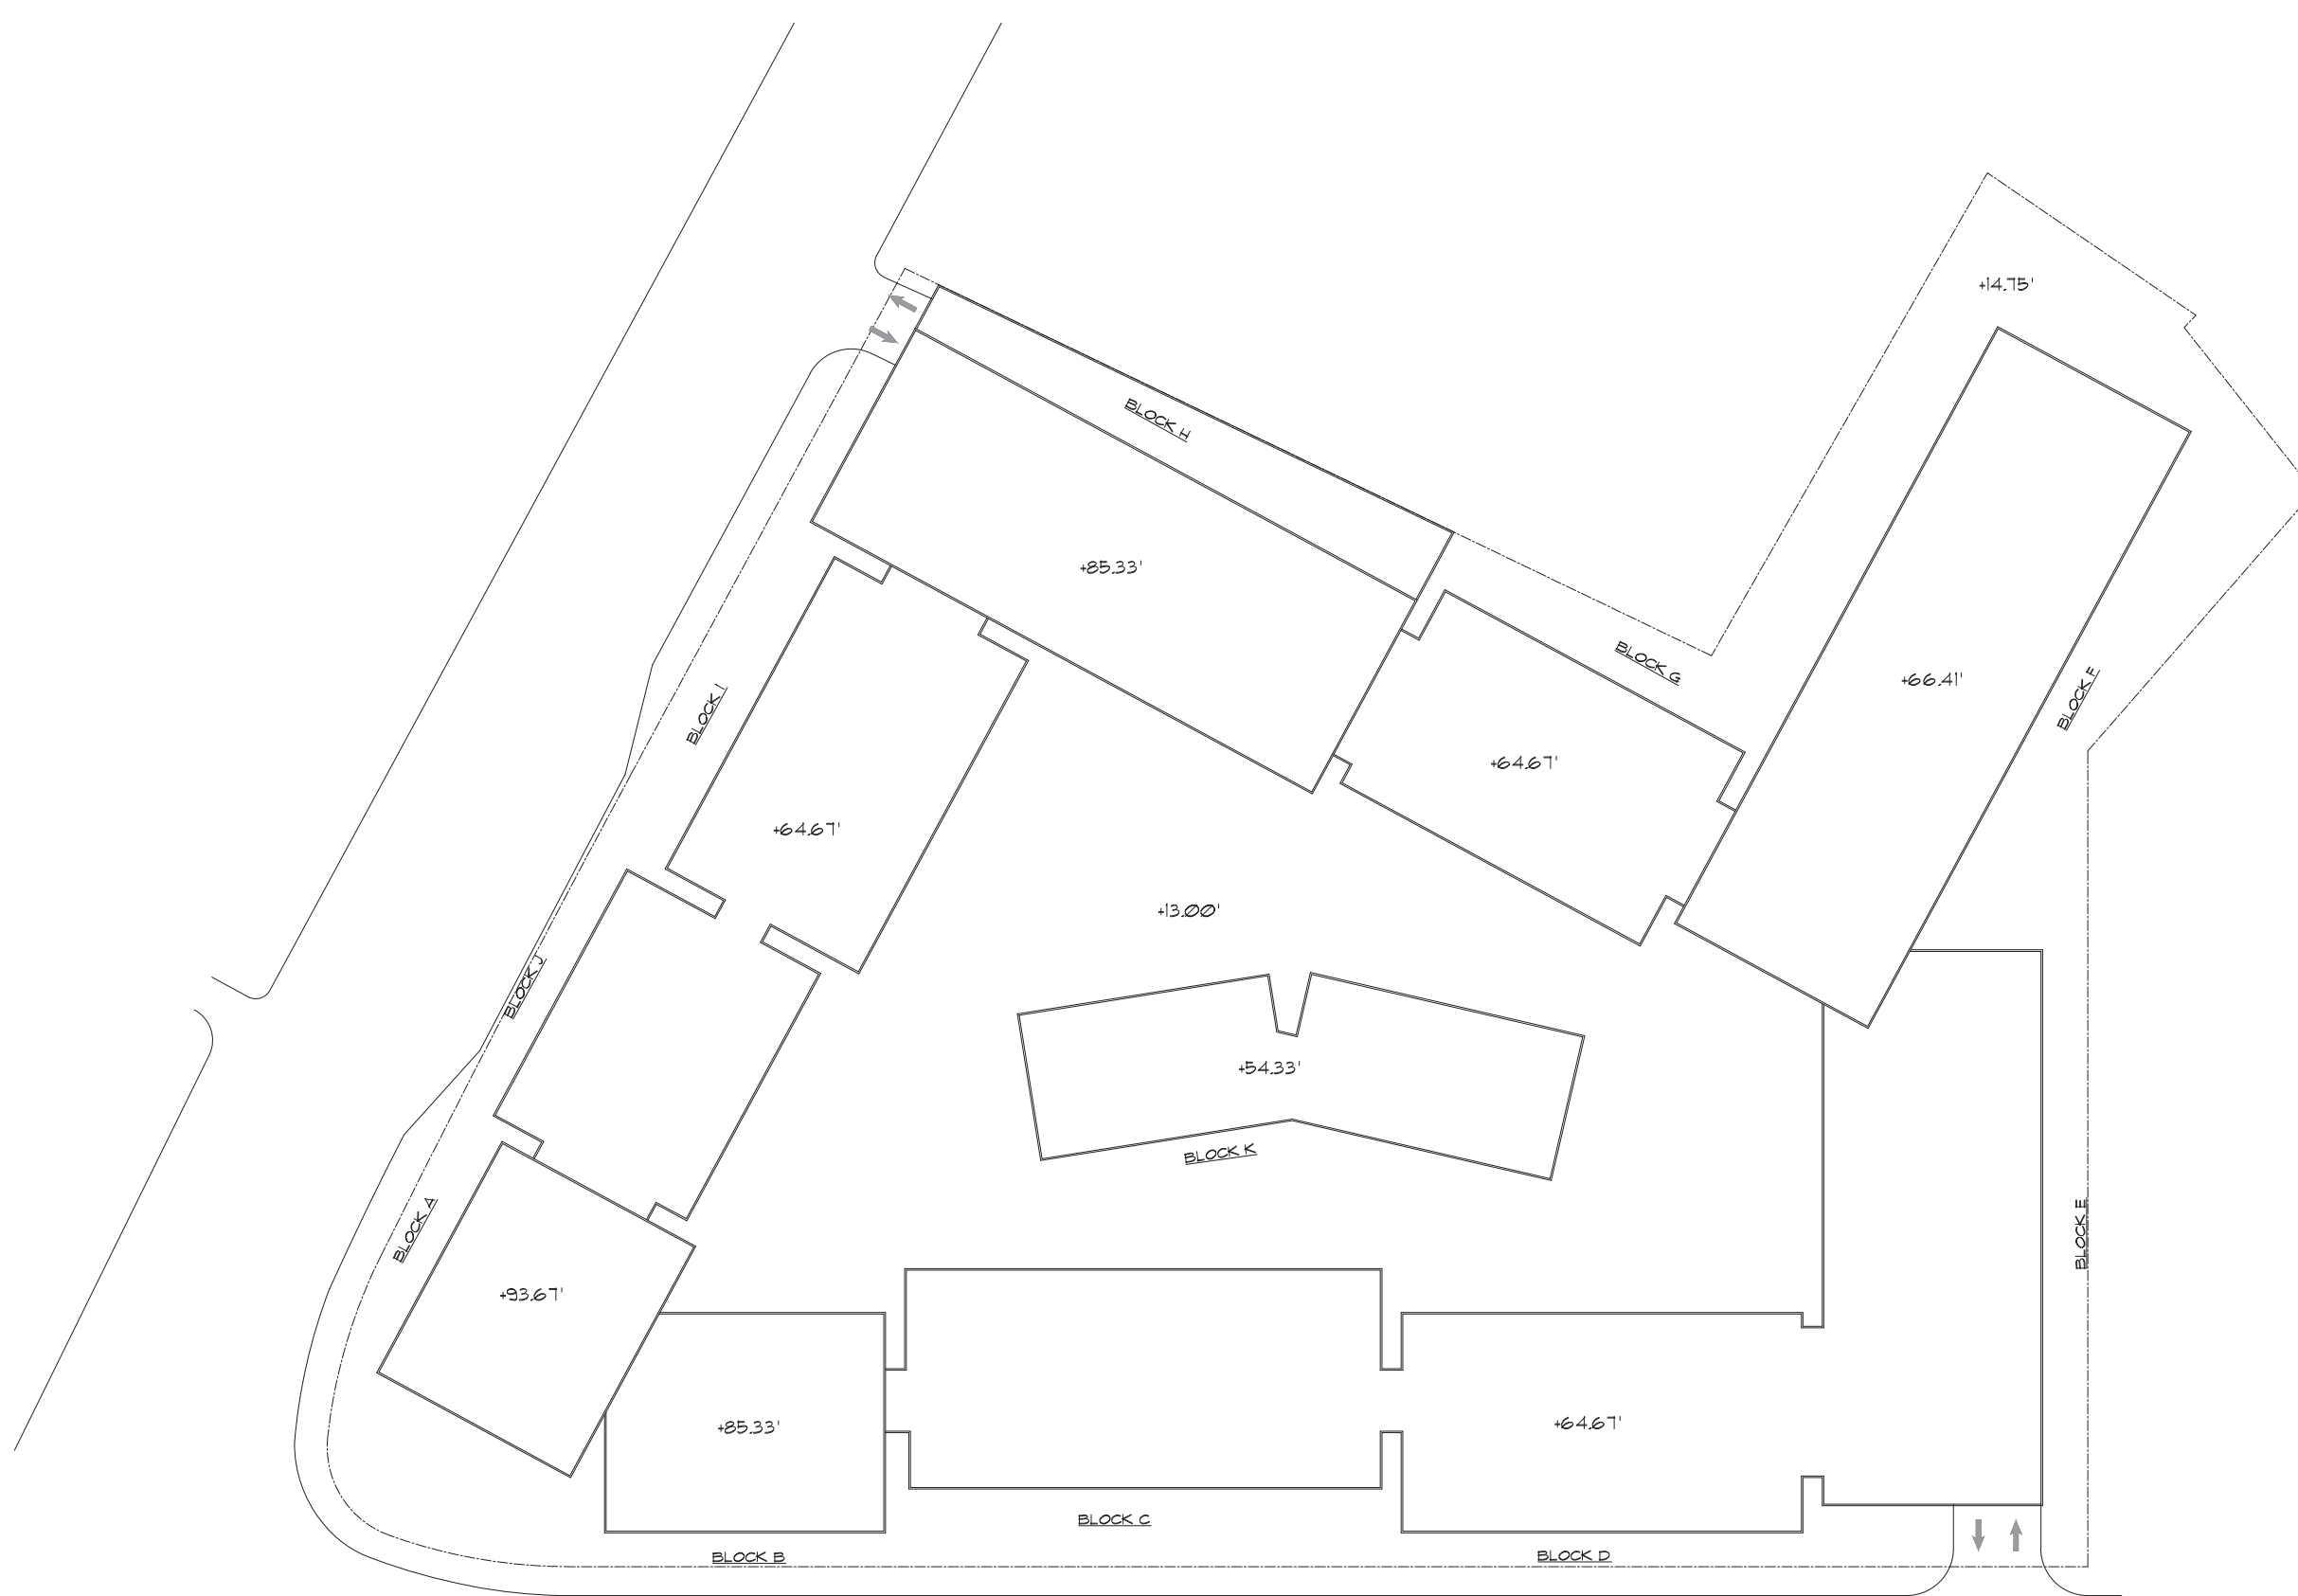 +14.75'
BLOCK H
+85.33'
BLOCK G
+66.41'
BLOCK F
BLOCK I
+64.67'
+64.67'
+13.00'
BLOCK J
+54.33'
BLOCK K
BLOCK A
BLOCK E
+93.67'
+85.33'
+64.67'
BLOCK C
BLOCK B
BLOCK D